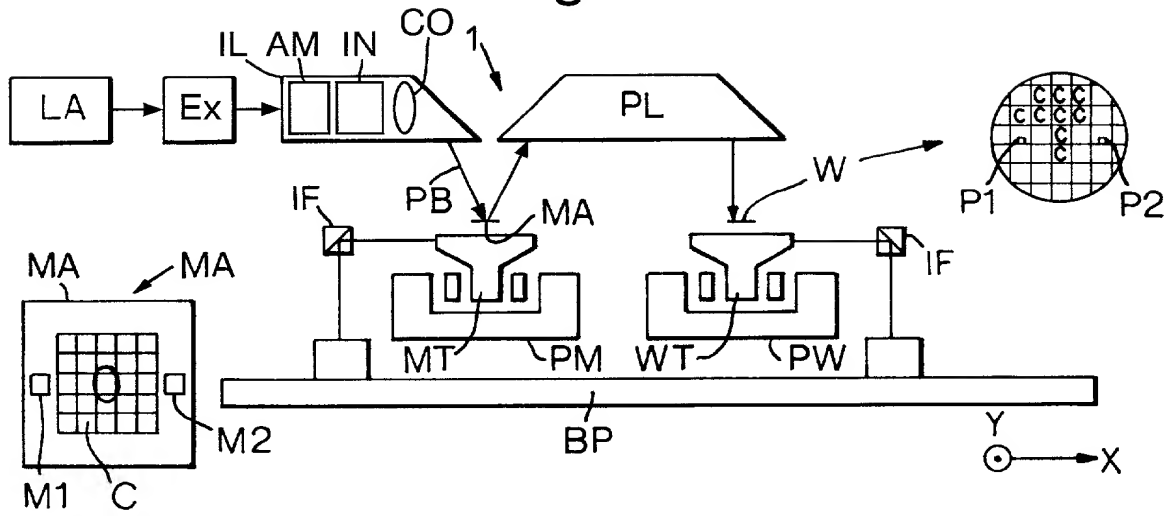 IL AM IN CO 1
LA Ex PL
C C C
C C C C
C
C
PB W
P1 P2
IF MA IF
MA MA
MT PM WT PW
M2 BP
Y
X
M1 C